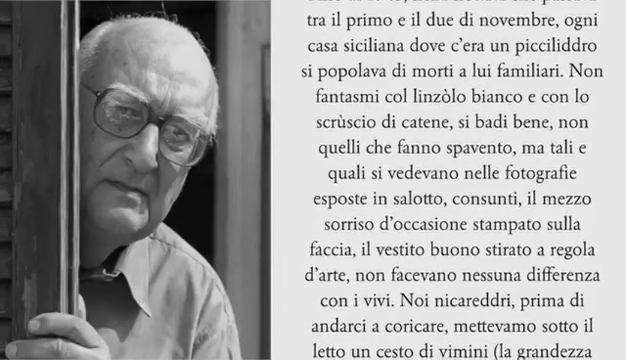 tra il primo e il due di novembre, ogni
casa siciliana dove c'era un picciliddro
si popolava di morti a lui familiari. Non
fantasmi col linzòlo bianco e con lo
scrùscio di catene, si badi bene, non
quelli che fanno spavento, ma tali e
quali si vedevano nelle fotografie
esposte in salotto, consunti, il mezzo
sorriso d'occasione stampato sulla
faccia, il vestito buono stirato a regola
d'arte, non facevano nessuna differenza
con i vivi. Noi nicareddri, prima di
andarci a coricare, mettevamo sotto il
letto un cesto di vimini (la grandezza